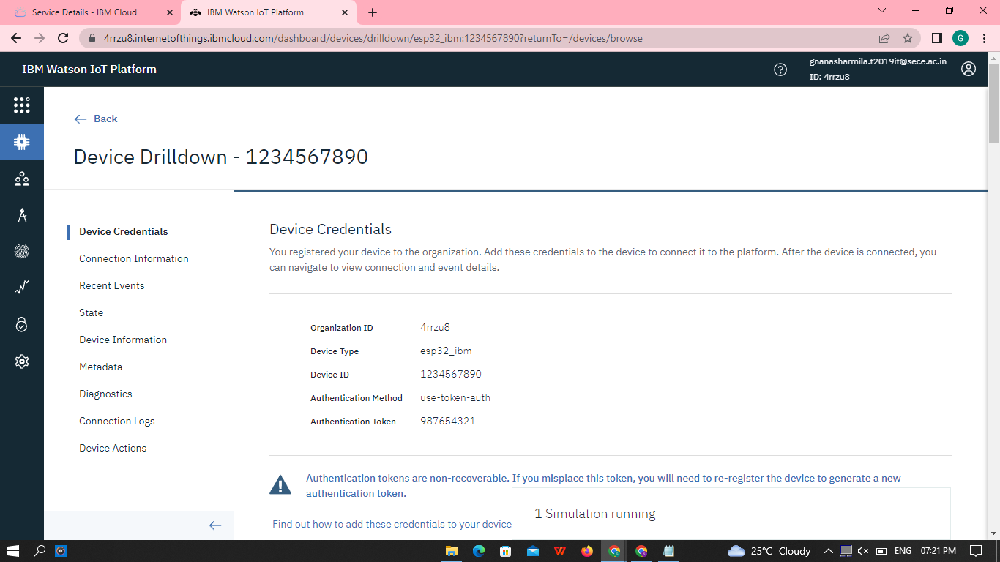 Service Details - IBM Cloud
IBM Watson IoT Platform
4rrzu8.internetofthings.ibmcloud.com/dashboard/devices/drilldown/esp32_ibm:1234567890?returnTo=/devices/browse
G
IBM Watson IoT Platform
gnanasharmila.t2019it@sece.ac.in
ID: 4rrzu8
Back
Device Drilldown - 1234567890
Device Credentials
Connection Information
Recent Events
State
Device Information
Metadata
Diagnostics
Connection Logs
Device Actions
Device Credentials
You registered your device to the organization. Add these credentials to the device to connect it to the platform. After the device is connected, you
can navigate to view connection and event details.
Organization ID 4rrzu8
Device Type esp32_ibm
Device ID 1234567890
Authentication Method use-token-auth
Authentication Token 987654321
Authentication tokens are non-recoverable. If you misplace this token, you will need to re-register the device to generate a new
authentication token.
Find out how to add these credentials to your device
1 Simulation running
25°C Cloudy
ENG
07:21 PM